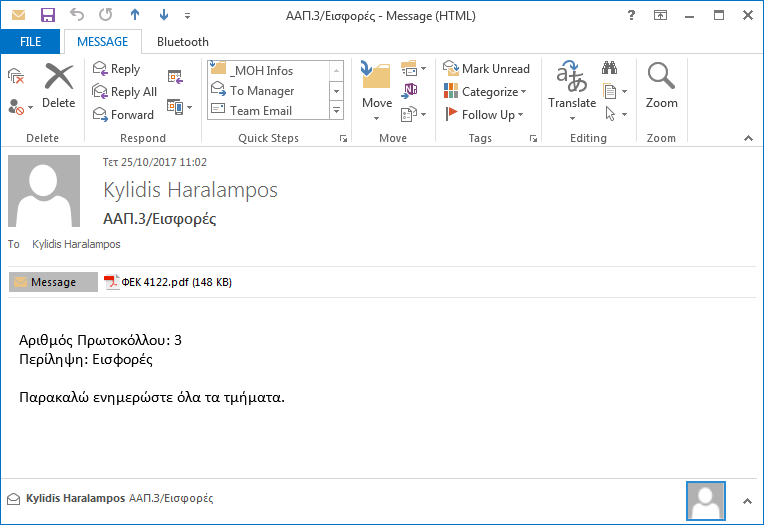 ΑΑΠ.3/Εισφορές - Message (HTML)
?
FILE
MESSAGE
Bluetooth
Delete
Delete
Reply
Reply All
Forward
Respond
_MOH Infos
To Manager
Team Email
Quick Steps
Move
Move
Mark Unread
Categorize
Follow Up
Tags
Translate
Editing
Zoom
Zoom
Τετ 25/10/2017 11:02
Kylidis Haralampos
ΑΑΠ.3/Εισφορές
To Kylidis Haralampos
Message ΦΕΚ 4122.pdf (148 KB)
Αριθμός Πρωτοκόλλου: 3
Περίληψη: Εισφορές
Παρακαλώ ενημερώστε όλα τα τμήματα.
Kylidis Haralampos ΑΑΠ.3/Εισφορές